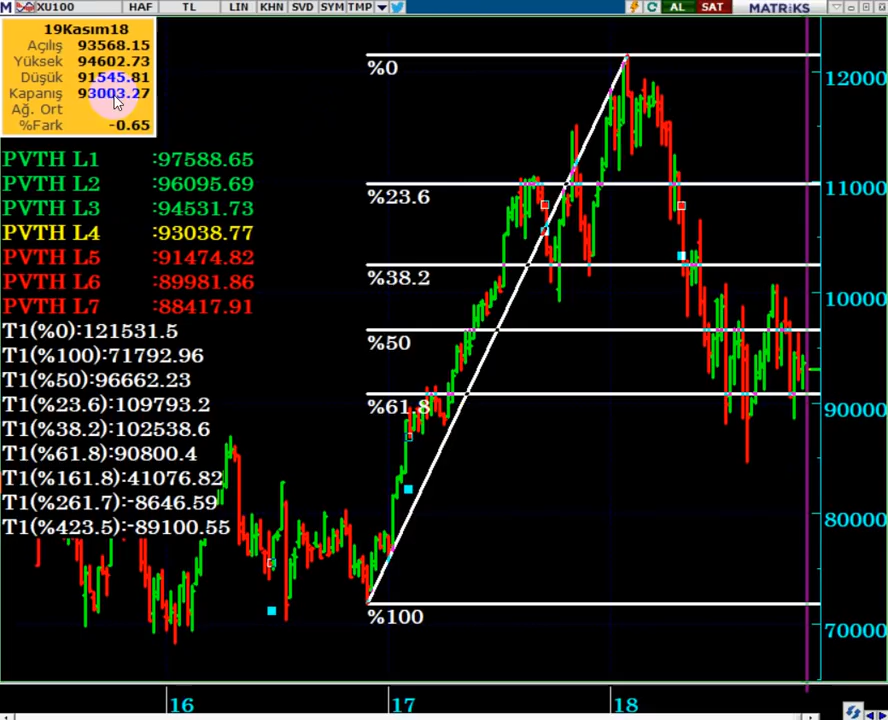 M XU100 HAF TL LIN KHN SVD SYM TMP AL SAT MATRİKS
19Kasım18
Açılış 93568.15
Yüksek 94602.73
Düşük 91545.81
Kapanış 93003.27
Ağ. Ort
%Fark -0.65
PVTH L1 :97588.65
PVTH L2 :96095.69
PVTH L3 :94531.73
PVTH L4 :93038.77
PVTH L5 :91474.82
PVTH L6 :89981.86
PVTH L7 :88417.91
T1(%0):121531.5
T1(%100):71792.96
T1(%50):96662.23
T1(%23.6):109793.2
T1(%38.2):102538.6
T1(%61.8):90800.4
T1(%161.8):41076.82
T1(%261.7):-8646.59
T1(%423.5):-89100.55
%0
%23.6
%38.2
%50
%61.8
%100
12000
11000
10000
90000
80000
70000
16 17 18